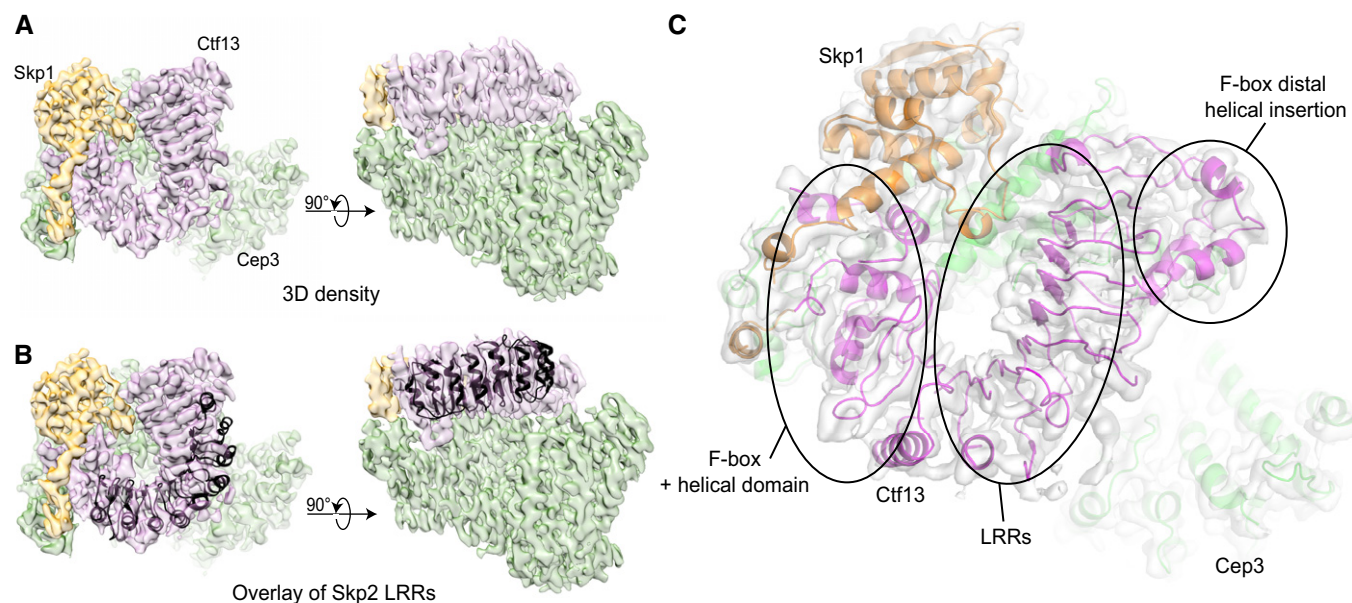 A
Skp1
Ctf13
90°
Cep3
3D density
B
90°
Overlay of Skp2 LRRs
C
Skp1
F-box distal
helical insertion
F-box
+ helical domain
Ctf13
LRRs
Cep3